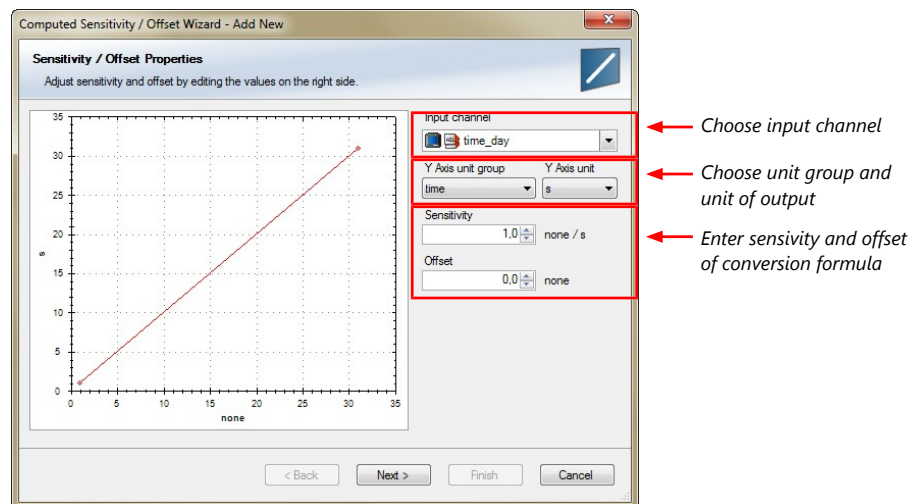 Computed Sensitivity / Offset Wizard - Add New
Sensitivity / Offset Properties
Adjust sensitivity and offset by editing the values on the right side.
35
30
25
20
15
10
5
0
s
0 5 10 15 20 25 30 35
none
Input channel
time_day
Y Axis unit group Y Axis unit
time s
Sensitivity
1,0 none / s
Offset
0,0 none
Choose input channel
Choose unit group and
unit of output
Enter sensivity and offset
of conversion formula
< Back Next > Finish Cancel